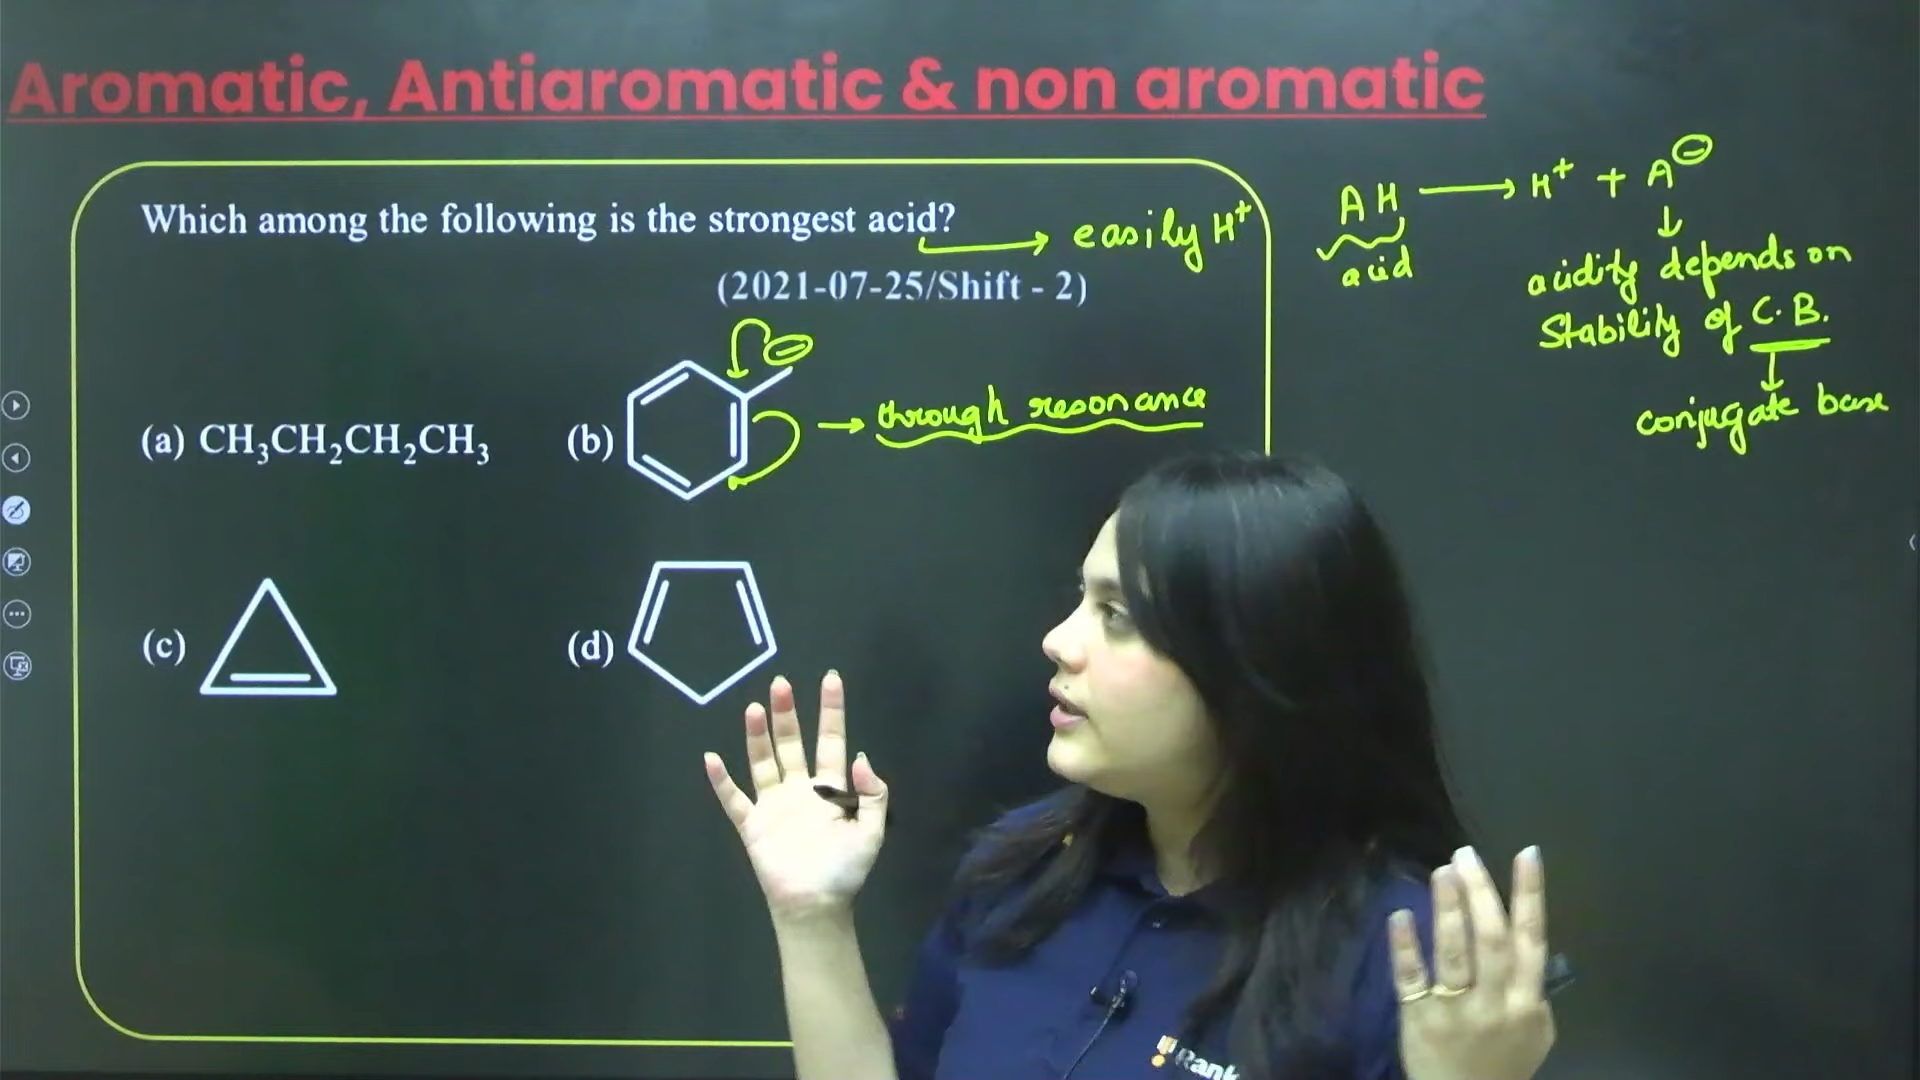 Aromatic, Antiaromatic & non aromatic
Which among the following is the strongest acid?
easily H⁺
(2021-07-25/Shift - 2)
(a) CH₃CH₂CH₂CH₃
(b)
through resonance
(c)
(d)
AH → H⁺ + A⊖
acid
acidity depends on
Stability of C.B.
conjugate base
Rank